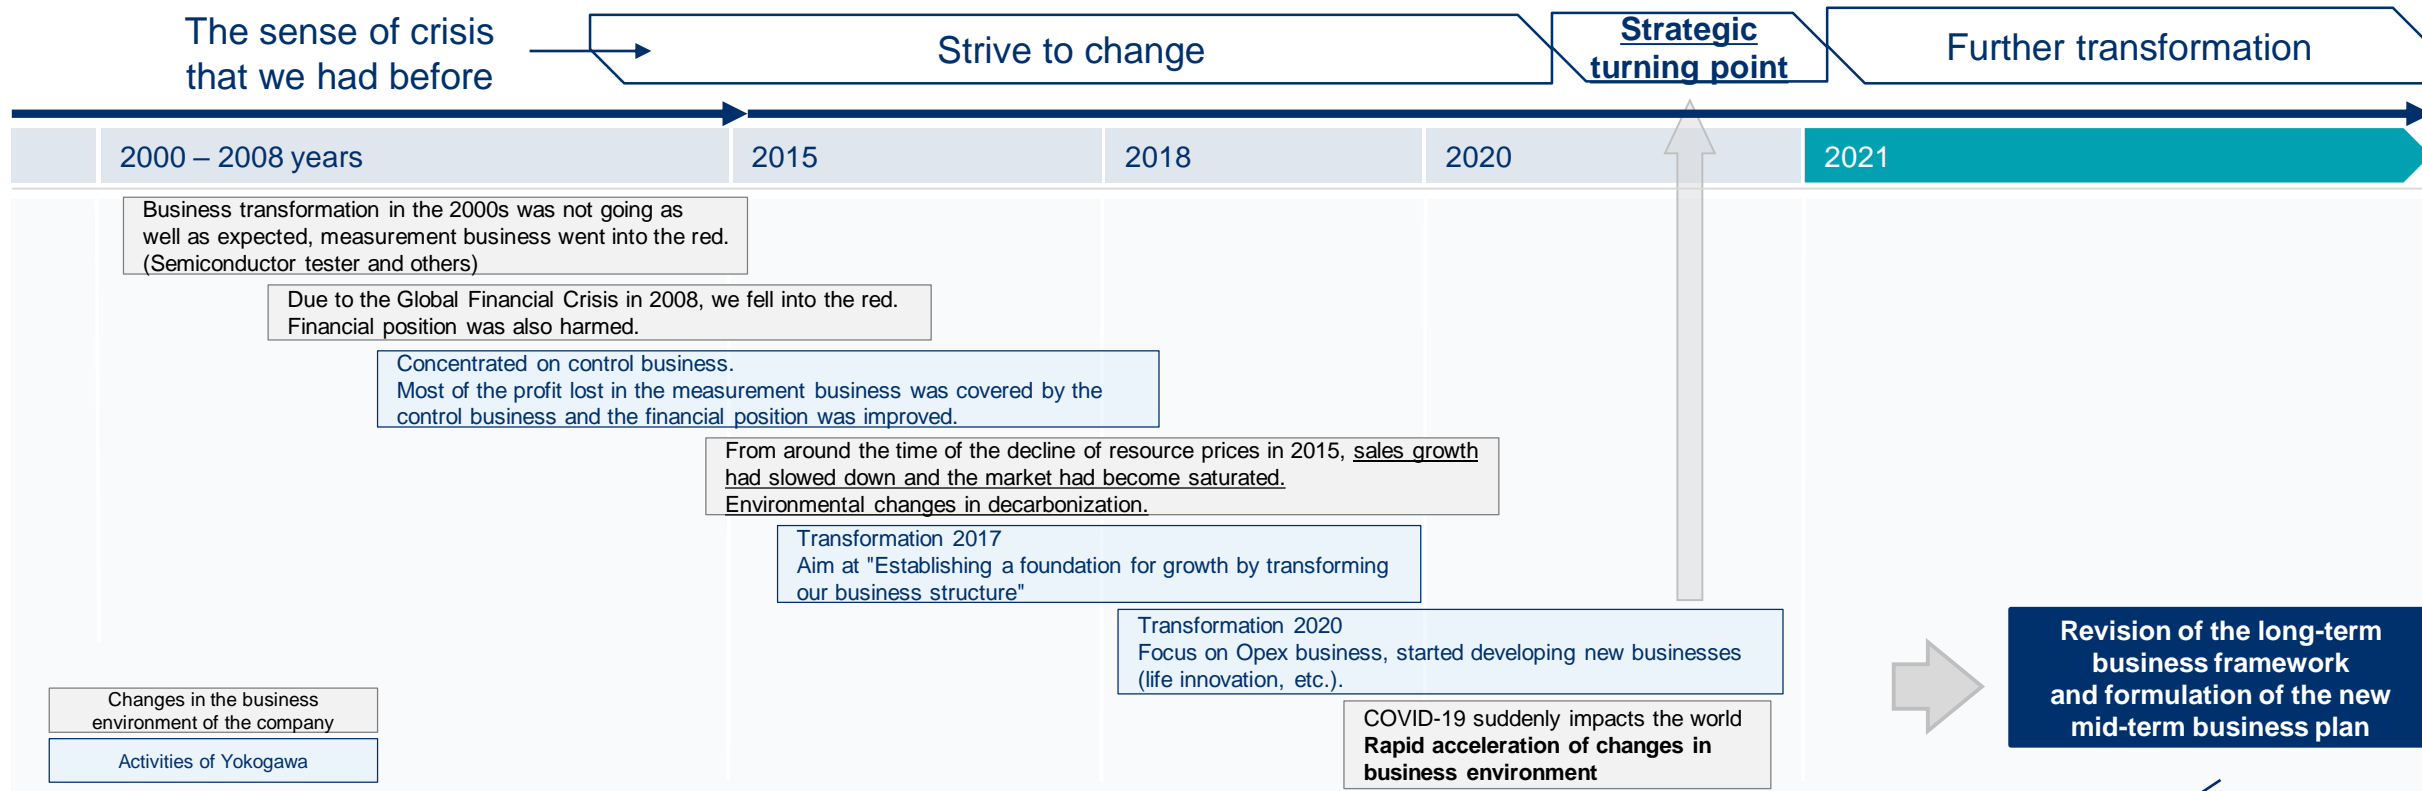 The sense of crisis
that we had before
Strive to change
Strategic
turning point
Further transformation
2000 – 2008 years
2015
2018
2020
2021
Business transformation in the 2000s was not going as
well as expected, measurement business went into the red.
(Semiconductor tester and others)
Due to the Global Financial Crisis in 2008, we fell into the red.
Financial position was also harmed.
Concentrated on control business.
Most of the profit lost in the measurement business was covered by the
control business and the financial position was improved.
From around the time of the decline of resource prices in 2015, sales growth
had slowed down and the market had become saturated.
Environmental changes in decarbonization.
Transformation 2017
Aim at "Establishing a foundation for growth by transforming
our business structure"
Transformation 2020
Focus on Opex business, started developing new businesses
(life innovation, etc.).
COVID-19 suddenly impacts the world
Rapid acceleration of changes in
business environment
Revision of the long-term
business framework
and formulation of the new
mid-term business plan
Changes in the business
environment of the company
Activities of Yokogawa